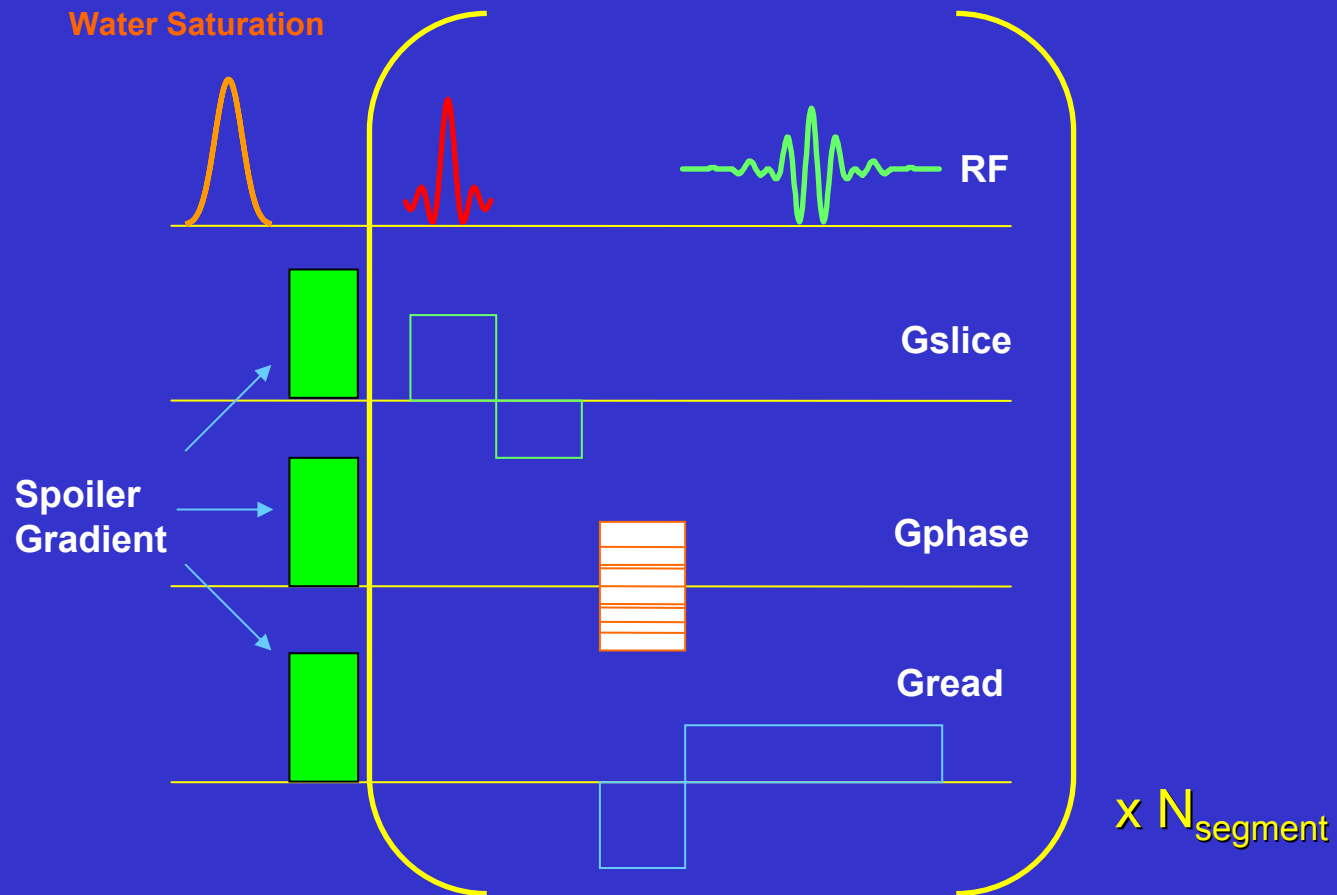 Water Saturation
RF
Gslice
Spoiler
Gradient
Gphase
Gread
x Nsegment